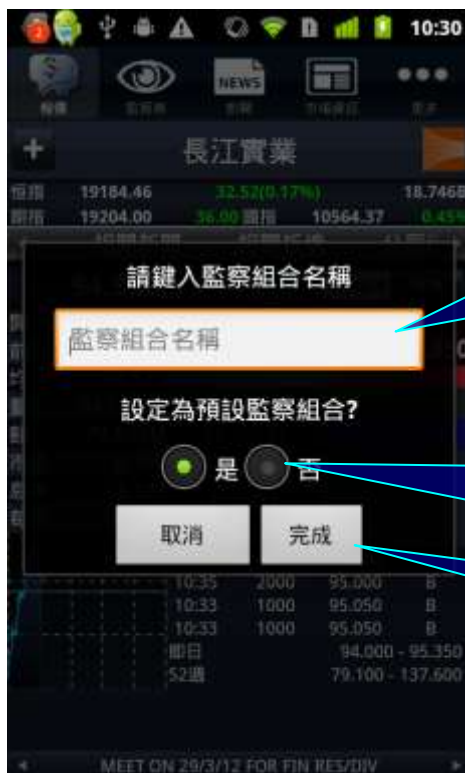 10:30
NEWS
長江實業
恒指 19184.46 32.52(0.17%) 18.746B
期指 19204.00 36.00 國指 10564.37 0.45%
請鍵入監察組合名稱
監察組合名稱
設定為預設監察組合?
是 否
取消 完成
10:35 2000 95.000 B
10:33 1000 95.050 B
10:33 1000 95.050 B
即日 94.000 - 95.350
52週 79.100 - 137.600
MEET ON 29/3/12 FOR FIN RES/DIV